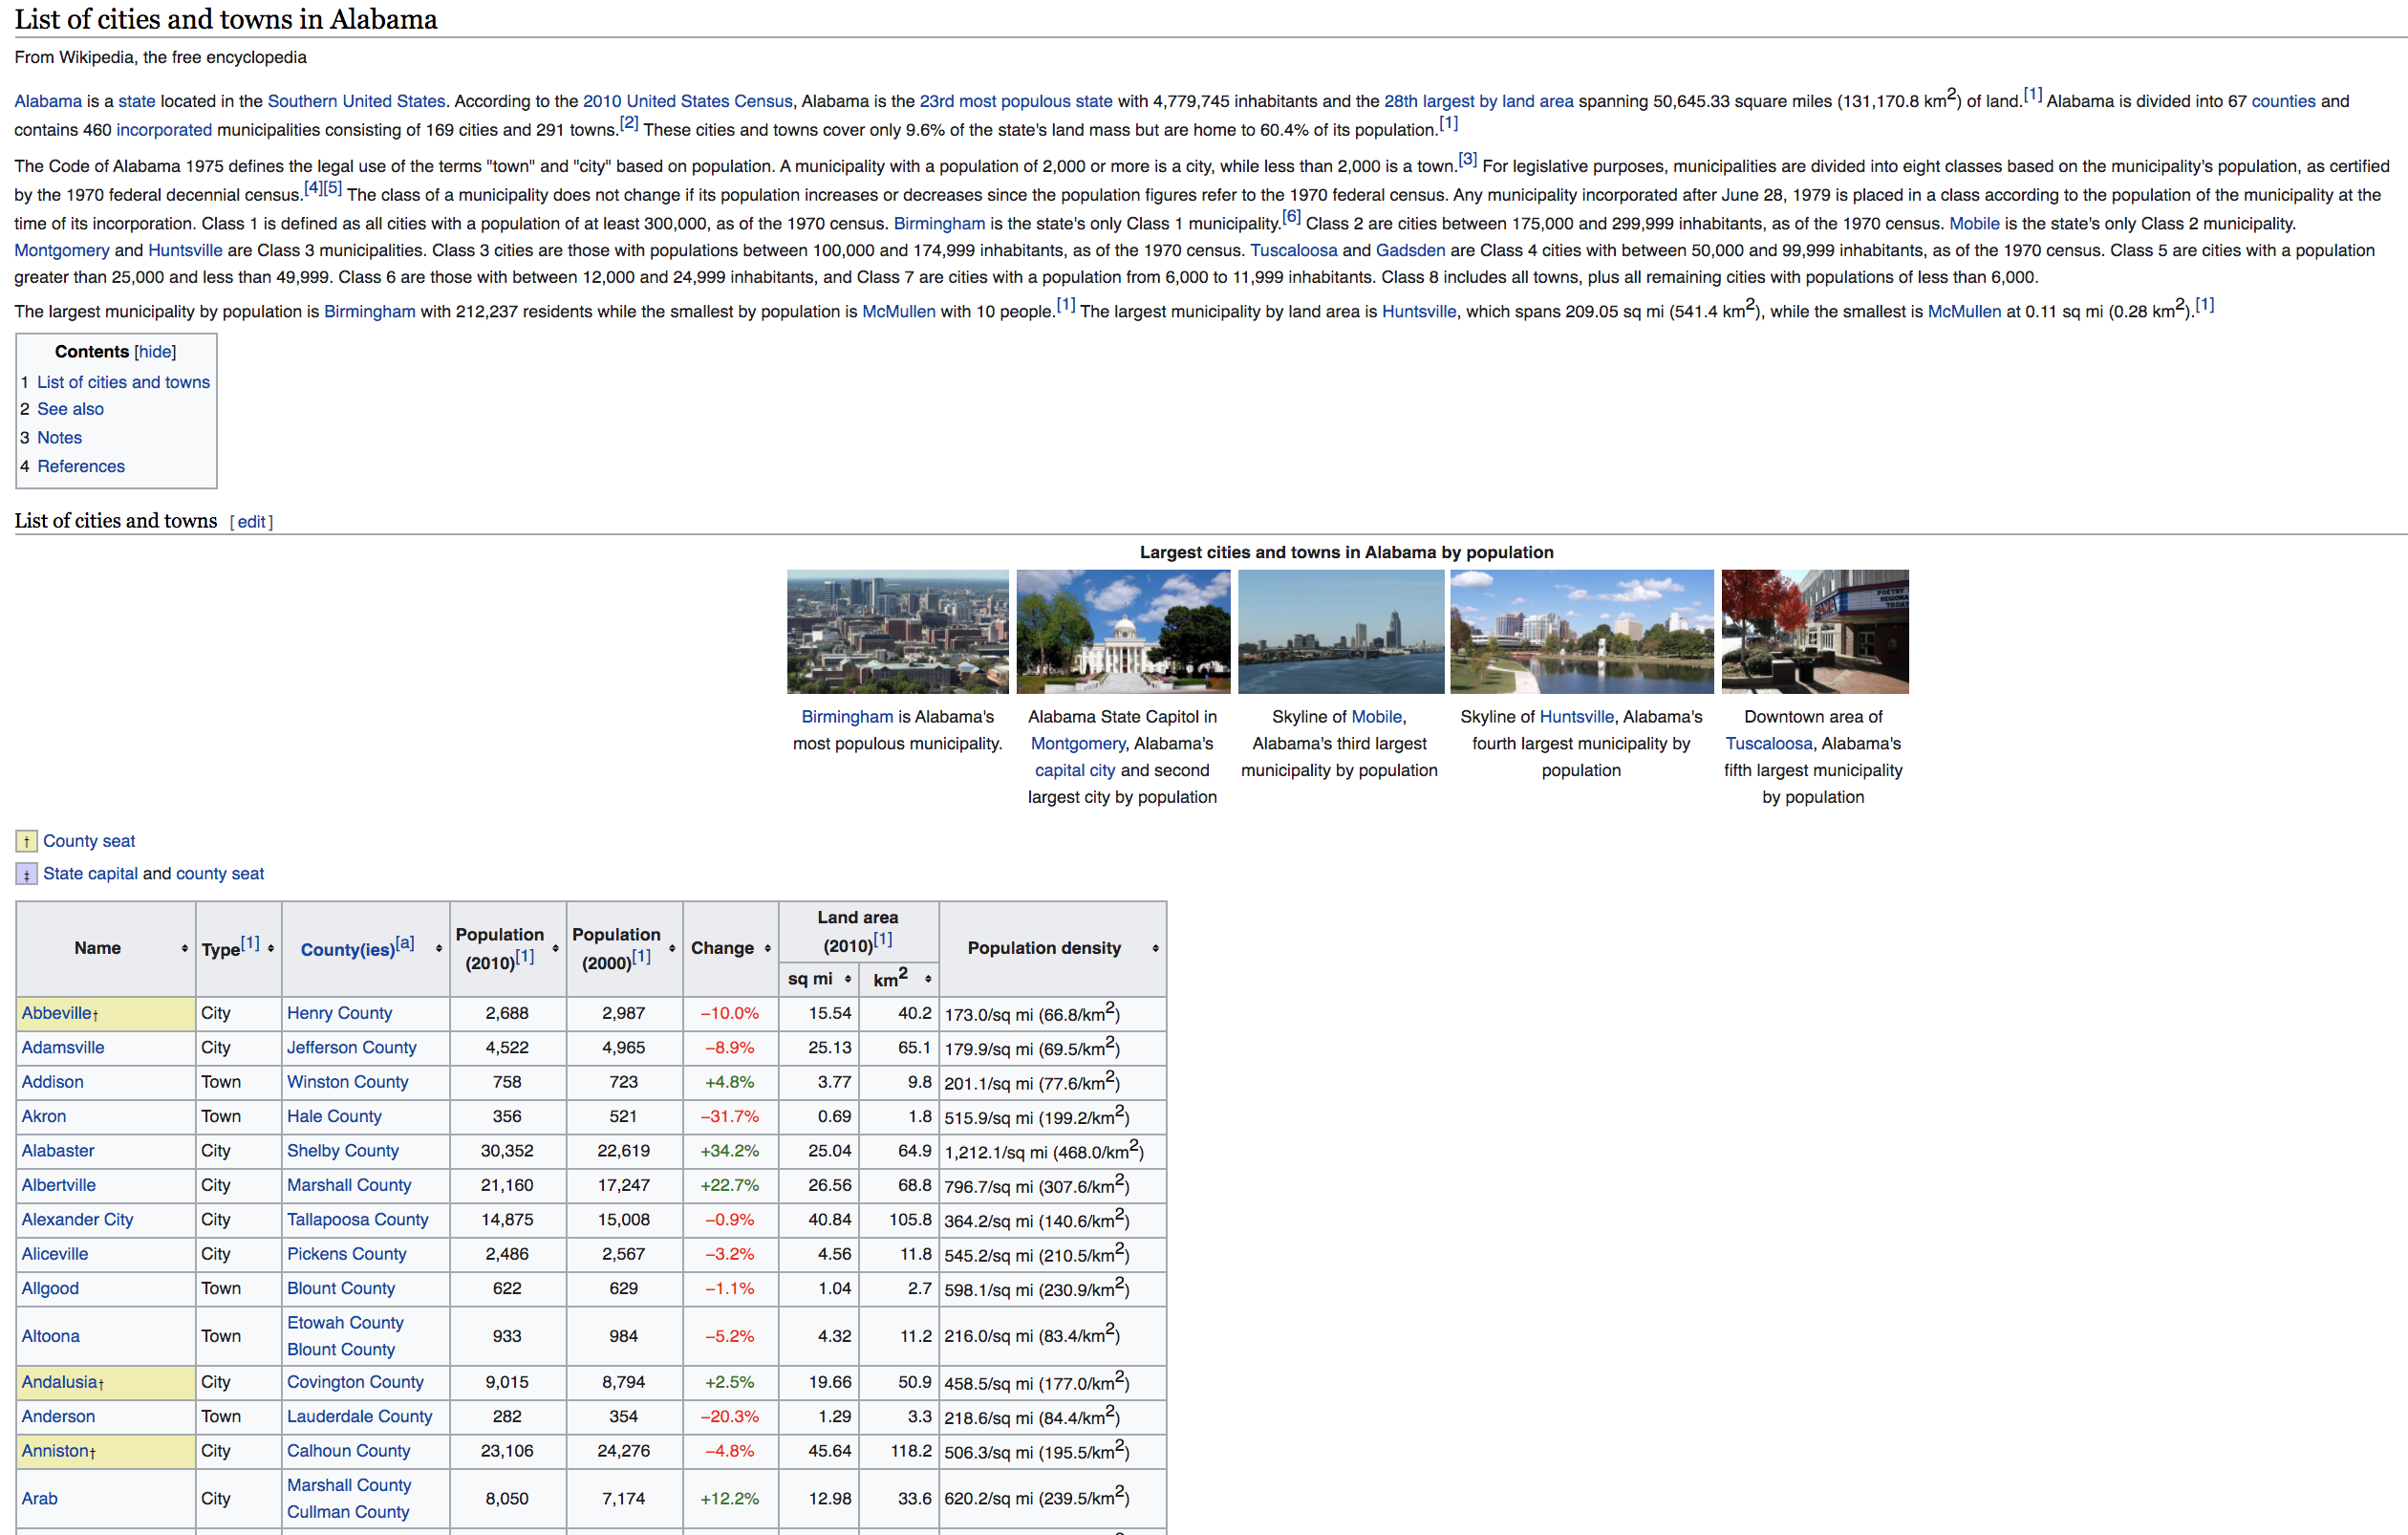 List of cities and towns in Alabama
From Wikipedia, the free encyclopedia
Alabama is a state located in the Southern United States. According to the 2010 United States Census, Alabama is the 23rd most populous state with 4,779,745 inhabitants and the 28th largest by land area spanning 50,645.33 square miles (131,170.8 km2) of land.[1] Alabama is divided into 67 counties and
contains 460 incorporated municipalities consisting of 169 cities and 291 towns.[2] These cities and towns cover only 9.6% of the state's land mass but are home to 60.4% of its population.[1]
The Code of Alabama 1975 defines the legal use of the terms "town" and "city" based on population. A municipality with a population of 2,000 or more is a city, while less than 2,000 is a town.[3] For legislative purposes, municipalities are divided into eight classes based on the municipality's population, as certified
by the 1970 federal decennial census.[4][5] The class of a municipality does not change if its population increases or decreases since the population figures refer to the 1970 federal census. Any municipality incorporated after June 28, 1979 is placed in a class according to the population of the municipality at the
time of its incorporation. Class 1 is defined as all cities with a population of at least 300,000, as of the 1970 census. Birmingham is the state's only Class 1 municipality.[6] Class 2 are cities between 175,000 and 299,999 inhabitants, as of the 1970 census. Mobile is the state's only Class 2 municipality.
Montgomery and Huntsville are Class 3 municipalities. Class 3 cities are those with populations between 100,000 and 174,999 inhabitants, as of the 1970 census. Tuscaloosa and Gadsden are Class 4 cities with between 50,000 and 99,999 inhabitants, as of the 1970 census. Class 5 are cities with a population
greater than 25,000 and less than 49,999. Class 6 are those with between 12,000 and 24,999 inhabitants, and Class 7 are cities with a population from 6,000 to 11,999 inhabitants. Class 8 includes all towns, plus all remaining cities with populations of less than 6,000.
The largest municipality by population is Birmingham with 212,237 residents while the smallest by population is McMullen with 10 people.[1] The largest municipality by land area is Huntsville, which spans 209.05 sq mi (541.4 km2), while the smallest is McMullen at 0.11 sq mi (0.28 km2).[1]
Contents [hide]
1 List of cities and towns
2 See also
3 Notes
4 References
List of cities and towns [ edit ]
Largest cities and towns in Alabama by population
POETRY
REGIONA
TODAY
Birmingham is Alabama's
most populous municipality.
Alabama State Capitol in
Montgomery, Alabama's
capital city and second
largest city by population
Skyline of Mobile,
Alabama's third largest
municipality by population
Skyline of Huntsville, Alabama's
fourth largest municipality by
population
Downtown area of
Tuscaloosa, Alabama's
fifth largest municipality
by population
† County seat
‡ State capital and county seat
Name Type[1] County(ies)[a] Population (2010)[1] Population (2000)[1] Change Land area (2010)[1] Population density
sq mi km2
Abbeville† City Henry County 2,688 2,987 −10.0% 15.54 40.2 173.0/sq mi (66.8/km2)
Adamsville City Jefferson County 4,522 4,965 −8.9% 25.13 65.1 179.9/sq mi (69.5/km2)
Addison Town Winston County 758 723 +4.8% 3.77 9.8 201.1/sq mi (77.6/km2)
Akron Town Hale County 356 521 −31.7% 0.69 1.8 515.9/sq mi (199.2/km2)
Alabaster City Shelby County 30,352 22,619 +34.2% 25.04 64.9 1,212.1/sq mi (468.0/km2)
Albertville City Marshall County 21,160 17,247 +22.7% 26.56 68.8 796.7/sq mi (307.6/km2)
Alexander City City Tallapoosa County 14,875 15,008 −0.9% 40.84 105.8 364.2/sq mi (140.6/km2)
Aliceville City Pickens County 2,486 2,567 −3.2% 4.56 11.8 545.2/sq mi (210.5/km2)
Allgood Town Blount County 622 629 −1.1% 1.04 2.7 598.1/sq mi (230.9/km2)
Altoona Town Etowah County Blount County 933 984 −5.2% 4.32 11.2 216.0/sq mi (83.4/km2)
Andalusia† City Covington County 9,015 8,794 +2.5% 19.66 50.9 458.5/sq mi (177.0/km2)
Anderson Town Lauderdale County 282 354 −20.3% 1.29 3.3 218.6/sq mi (84.4/km2)
Anniston† City Calhoun County 23,106 24,276 −4.8% 45.64 118.2 506.3/sq mi (195.5/km2)
Arab City Marshall County Cullman County 8,050 7,174 +12.2% 12.98 33.6 620.2/sq mi (239.5/km2)